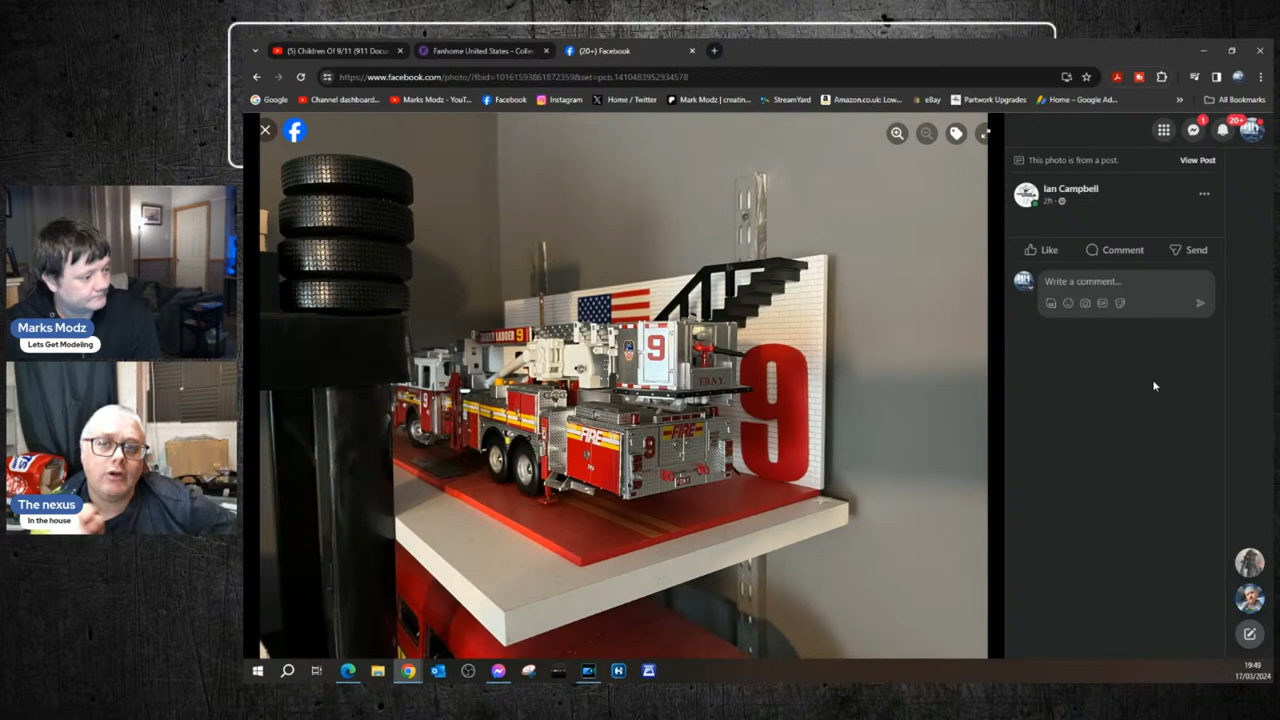 (5) Children Of 9/11 (911 Docu
Fanhome United States - Colle
(20+) Facebook
https://www.facebook.com/photo/?fbid=10161593861872359&set=pcb.1410483952934578
Google
Channel dashboard...
Marks Modz - YouT...
Facebook
Instagram
Home / Twitter
Mark Modz | creatin...
StreamYard
Amazon.co.uk: Low...
eBay
Partwork Upgrades
Home – Google Ad...
All Bookmarks
1
20+
This photo is from a post.
View Post
Ian Campbell
2h
Like
Comment
Send
Write a comment...
LADDER 9
9
F.D.N.Y.
9
FIRE
FIRE
9
Marks Modz
Lets Get Modeling
The nexus
In the house
19:49
17/03/2024